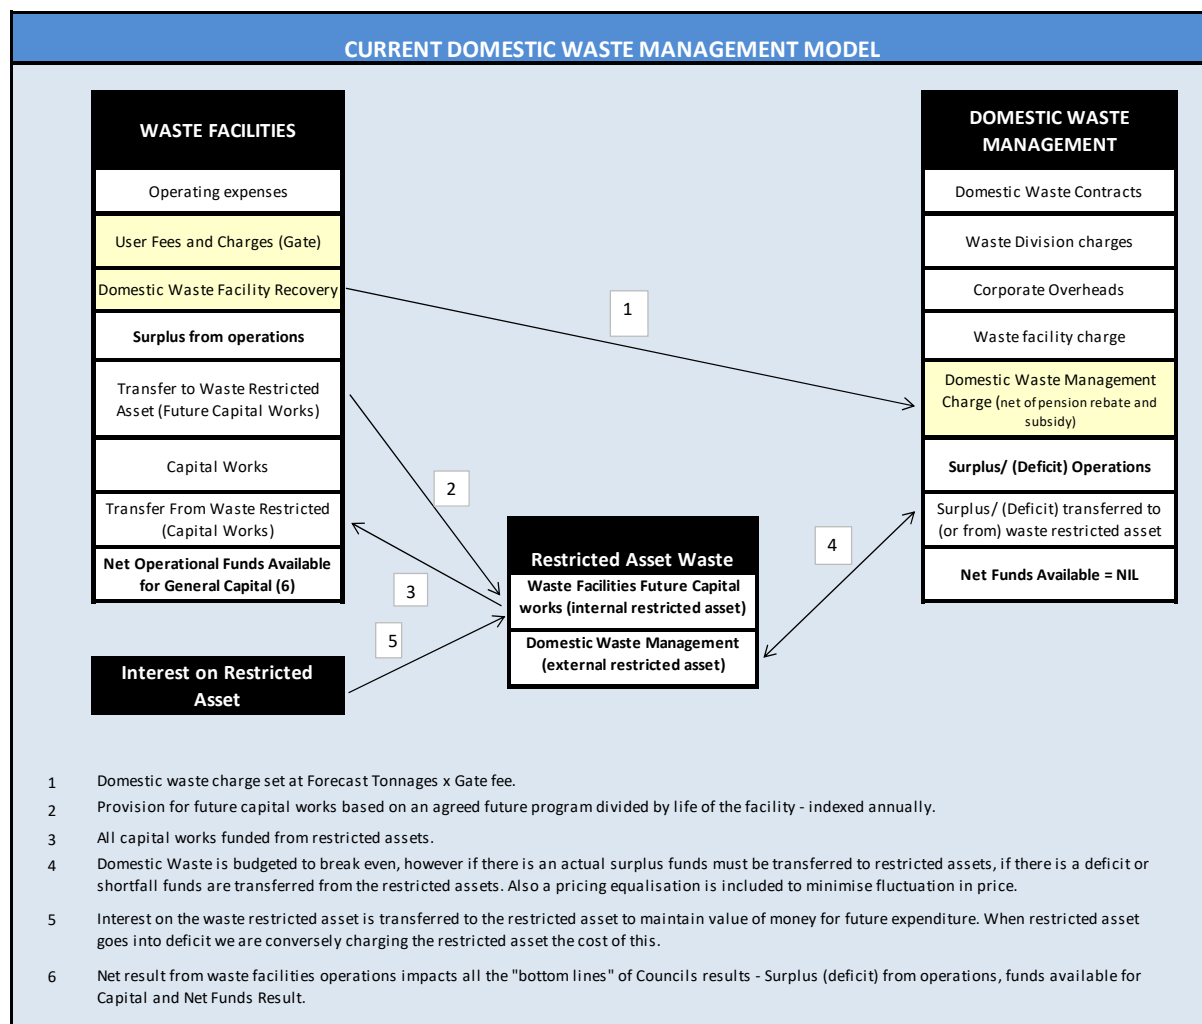 CURRENT DOMESTIC WASTE MANAGEMENT MODEL
WASTE FACILITIES
Operating expenses
User Fees and Charges (Gate)
Domestic Waste Facility Recovery
Surplus from operations
Transfer to Waste Restricted
Asset (Future Capital Works)
Capital Works
Transfer From Waste Restricted
(Capital Works)
Net Operational Funds Available
for General Capital (6)
Interest on Restricted
Asset
1
2
3
4
5
Restricted Asset Waste
Waste Facilities Future Capital
works (internal restricted asset)
Domestic Waste Management
(external restricted asset)
DOMESTIC WASTE
MANAGEMENT
Domestic Waste Contracts
Waste Division charges
Corporate Overheads
Waste facility charge
Domestic Waste Management
Charge (net of pension rebate and
subsidy)
Surplus/ (Deficit) Operations
Surplus/ (Deficit) transferred to
(or from) waste restricted asset
Net Funds Available = NIL
1 Domestic waste charge set at Forecast Tonnages x Gate fee.
2 Provision for future capital works based on an agreed future program divided by life of the facility - indexed annually.
3 All capital works funded from restricted assets.
4 Domestic Waste is budgeted to break even, however if there is an actual surplus funds must be transferred to restricted assets, if there is a deficit or
shortfall funds are transferred from the restricted assets. Also a pricing equalisation is included to minimise fluctuation in price.
5 Interest on the waste restricted asset is transferred to the restricted asset to maintain value of money for future expenditure. When restricted asset
goes into deficit we are conversely charging the restricted asset the cost of this.
6 Net result from waste facilities operations impacts all the "bottom lines" of Councils results - Surplus (deficit) from operations, funds available for
Capital and Net Funds Result.